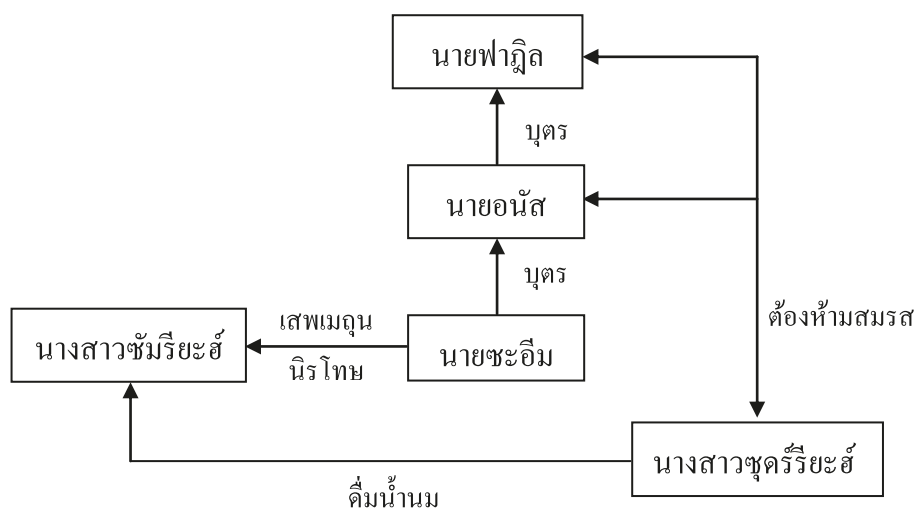 นายฟาฎิล
บุตร
นายอนัส
บุตร
ต้องห้ามสมรส
เสพเมถุน
นางสาวซัมรียะฮ์
นายซะอีม
นิรโทษ
นางสาวซุดร์รียะฮ์
ดื่มน้ำนม